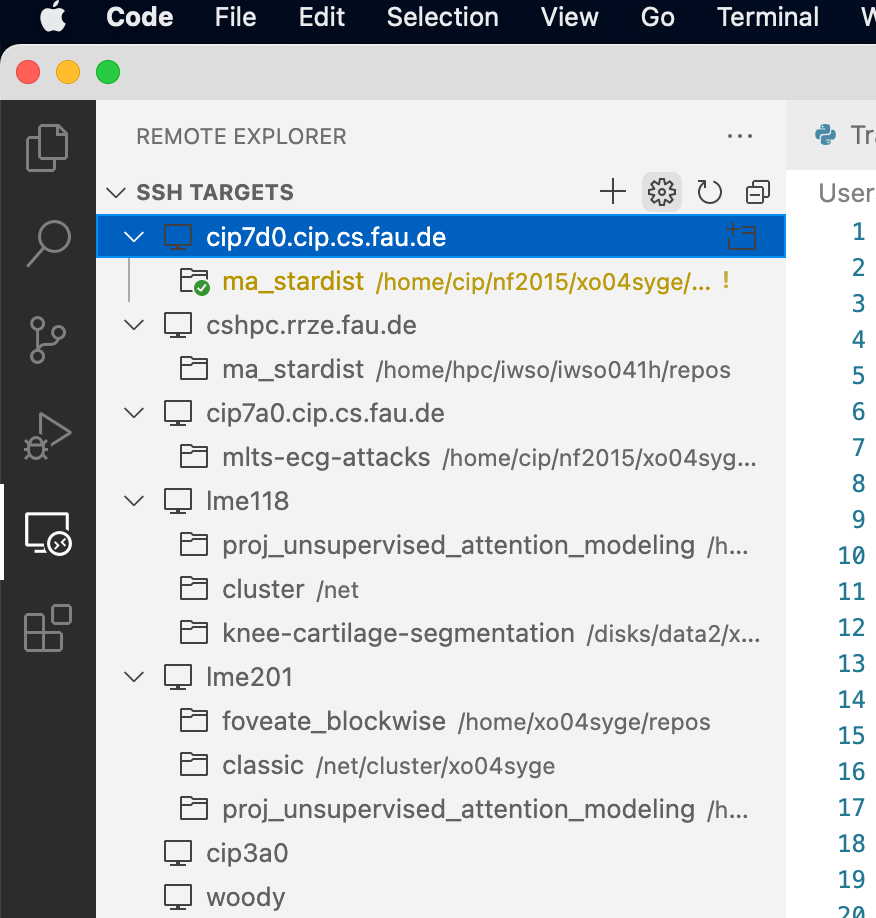 Code File Edit Selection View Go Terminal W
REMOTE EXPLORER ...
Tra
SSH TARGETS
User
cip7d0.cip.cs.fau.de
ma_stardist /home/cip/nf2015/xo04syge/... !
cshpc.rrze.fau.de
ma_stardist /home/hpc/iwso/iwso041h/repos
cip7a0.cip.cs.fau.de
mlts-ecg-attacks /home/cip/nf2015/xo04syg...
lme118
proj_unsupervised_attention_modeling /h...
cluster /net
knee-cartilage-segmentation /disks/data2/x...
lme201
foveate_blockwise /home/xo04syge/repos
classic /net/cluster/xo04syge
proj_unsupervised_attention_modeling /h...
cip3a0
woody
1
2
3
4
5
6
7
8
9
10
11
12
13
14
15
16
17
18
19
20